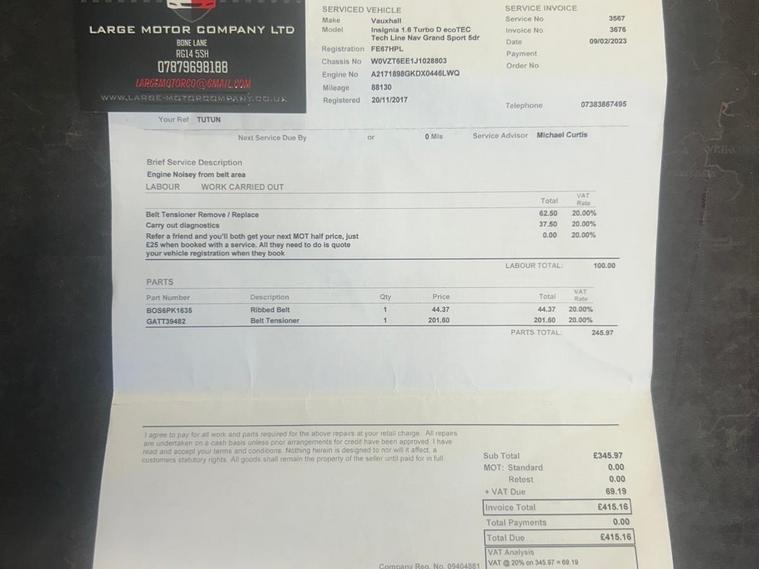 LARGE MOTOR COMPANY LTD
BONE LANE
RG14 5SH
07879698188
LARGEMOTORCO@GMAIL.COM
WWW.LARGE-MOTORCOMPANY.CO.UK
SERVICED VEHICLE
Make Vauxhall
Model Insignia 1.6 Turbo D ecoTEC
Tech Line Nav Grand Sport 5dr
Registration FE67HPL
Chassis No W0VZT6EE1J1028803
Engine No A2171898GKDX0446LWQ
Mileage 88130
Registered 20/11/2017
SERVICE INVOICE
Service No 3567
Invoice No 3676
Date 09/02/2023
Payment
Order No
Telephone 07383867495
Your Ref TUTUN
Next Service Due By or 0 Mls Service Advisor Michael Curtis
Brief Service Description
Engine Noisey from belt area
LABOUR WORK CARRIED OUT
Total VAT Rate
Belt Tensioner Remove / Replace 62.50 20.00%
Carry out diagnostics 37.50 20.00%
Refer a friend and you'll both get your next MOT half price, just 0.00 20.00%
£25 when booked with a service. All they need to do is quote
your vehicle registration when they book
LABOUR TOTAL: 100.00
PARTS
Part Number Description Qty Price Total VAT Rate
BOS6PK1635 Ribbed Belt 1 44.37 44.37 20.00%
GATT39482 Belt Tensioner 1 201.60 201.60 20.00%
PARTS TOTAL: 245.97
I agree to pay for all work and parts required for the above repairs at your retail charge. All repairs
are undertaken on a cash basis unless prior arrangements for credit have been approved. I have
read and accept your terms and conditions. Nothing herein is designed to nor will it affect, a
customers statutory rights. All goods shall remain the property of the seller until paid for in full.
Sub Total £345.97
MOT: Standard 0.00
Retest 0.00
+ VAT Due 69.19
Invoice Total £415.16
Total Payments 0.00
Total Due £415.16
VAT Analysis
VAT @ 20% on 345.97 = 69.19
Company Reg. No. 09404881